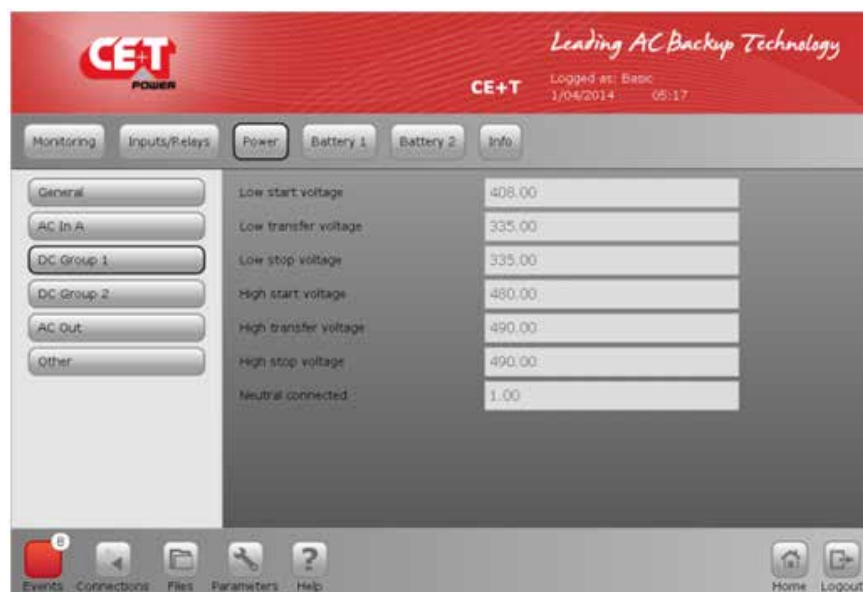 CE+T
POWER
Leading AC Backup Technology
CE+T
Logged as: Basic
1/04/2014 05:17
Monitoring Inputs/Relays Power Battery 1 Battery 2 Info
General
AC In A
DC Group 1
DC Group 2
AC Out
Other
Low start voltage 408.00
Low transfer voltage 335.00
Low stop voltage 335.00
High start voltage 480.00
High transfer voltage 490.00
High stop voltage 490.00
Neutral connected 1.00
8
Events Connections Files Parameters Help Home Logout